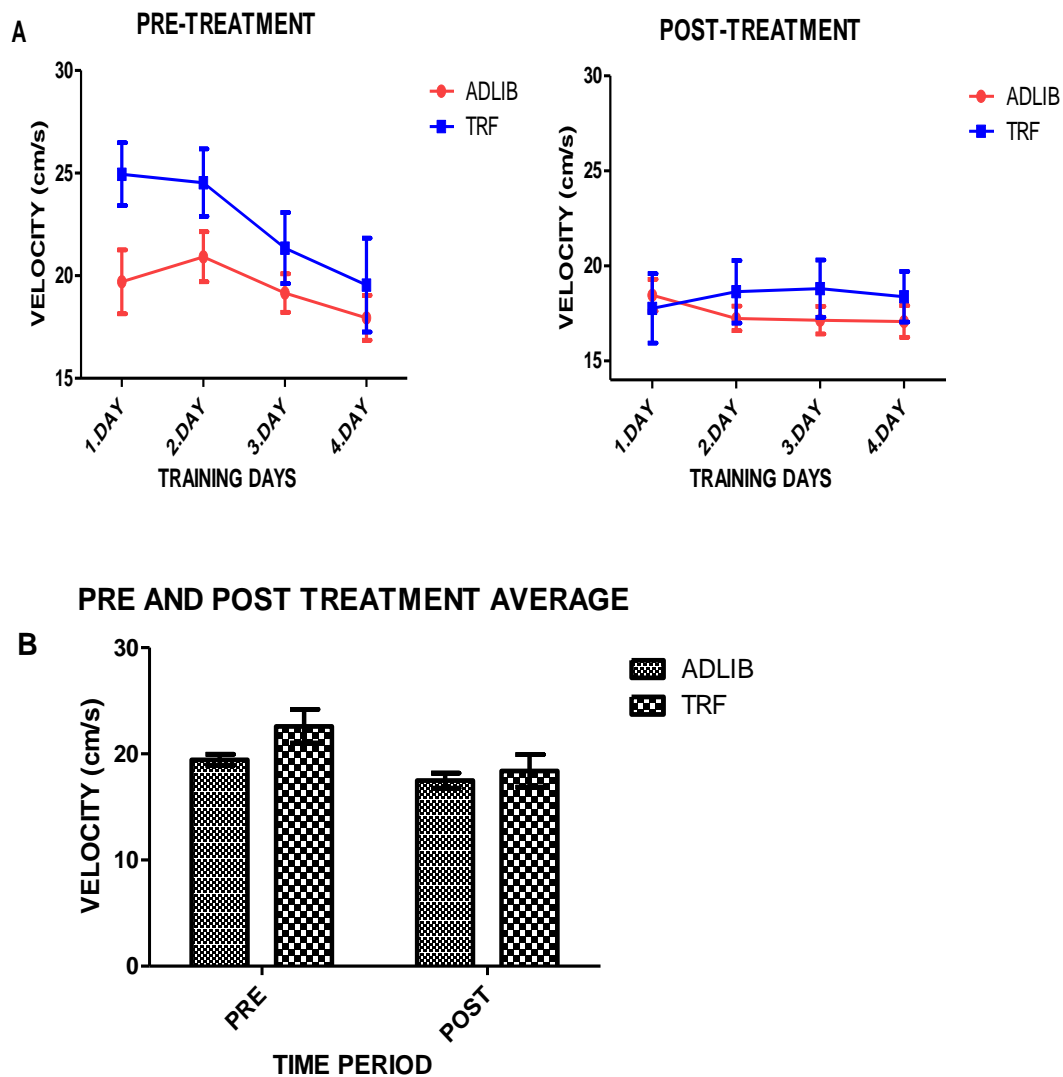 A
PRE-TREATMENT
VELOCITY (cm/s)
30
25
20
15
1.DAY
2.DAY
3.DAY
4.DAY
TRAINING DAYS
ADLIB
TRF
POST-TREATMENT
VELOCITY (cm/s)
30
25
20
15
1.DAY
2.DAY
3.DAY
4.DAY
TRAINING DAYS
ADLIB
TRF
PRE AND POST TREATMENT AVERAGE
B
VELOCITY (cm/s)
30
20
10
0
PRE
POST
TIME PERIOD
ADLIB
TRF